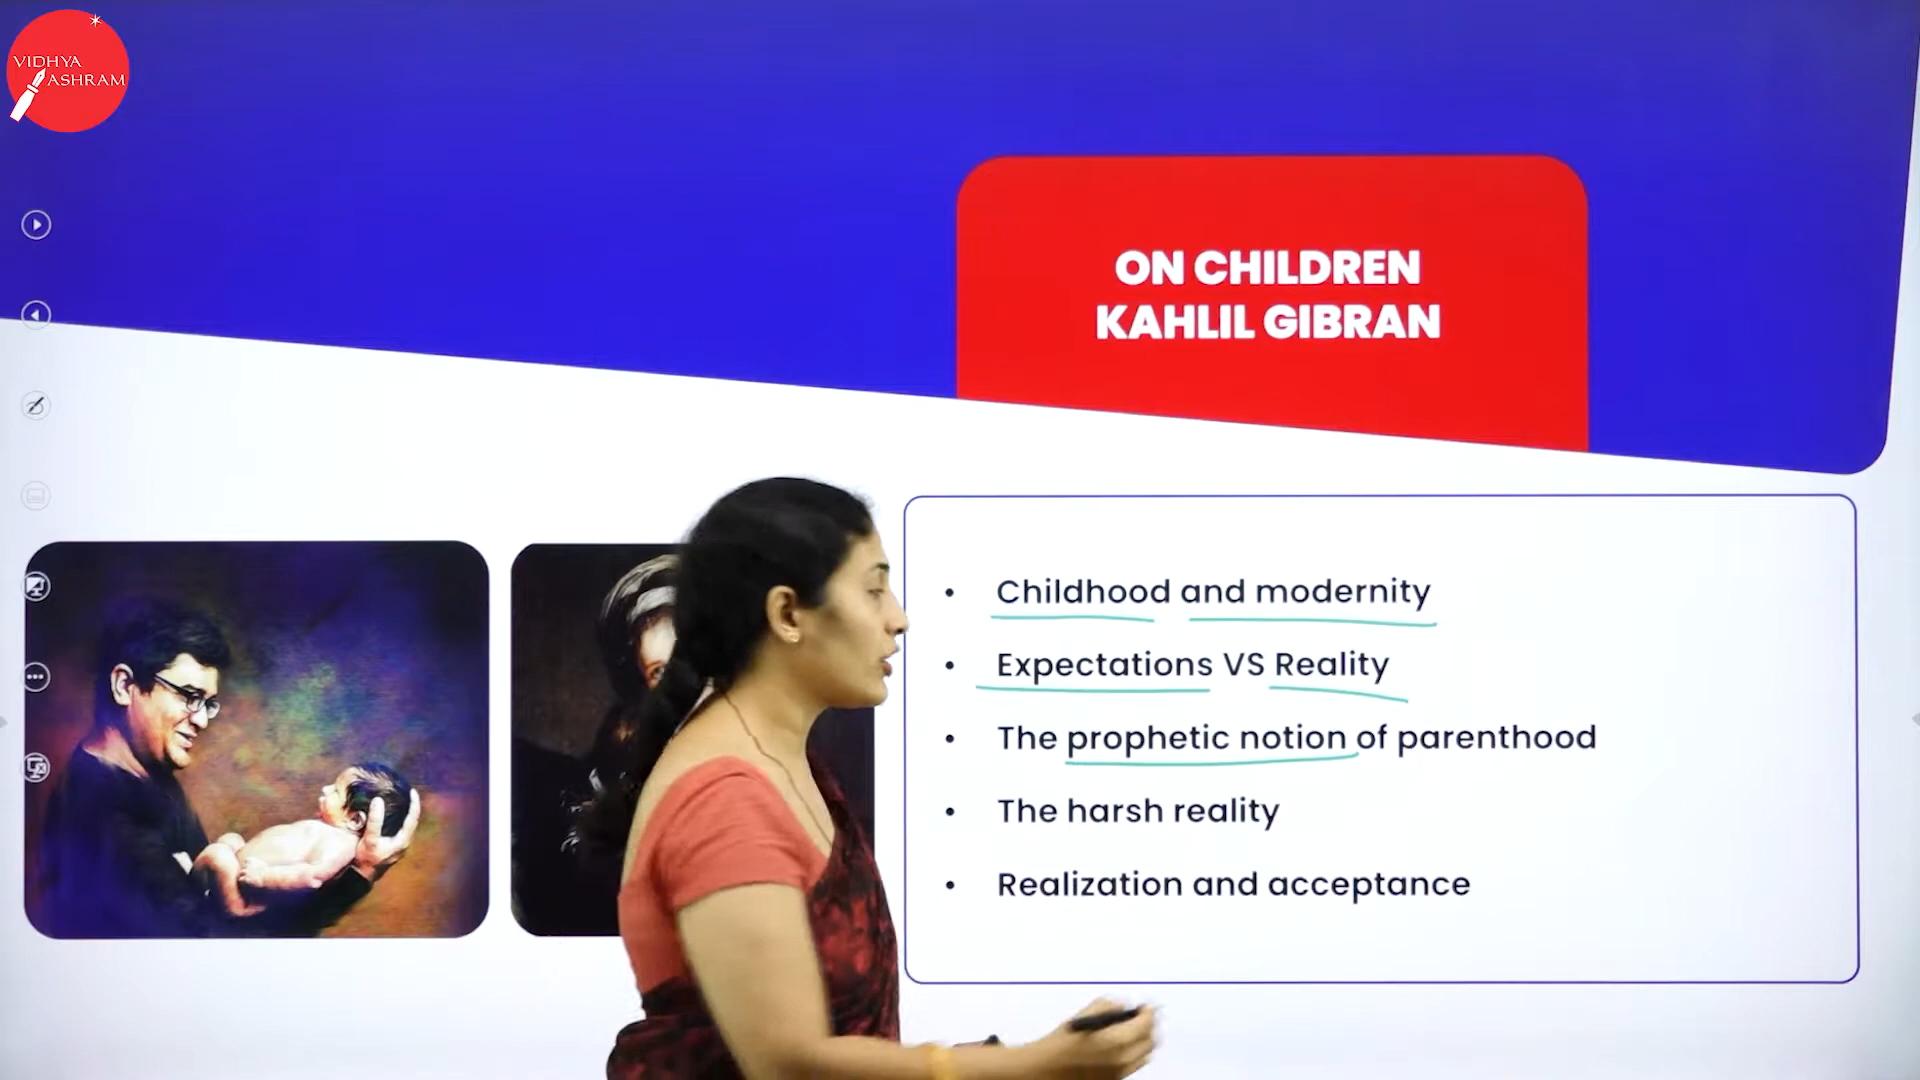 VIDHYA
ASHRAM
ON CHILDREN
KAHLIL GIBRAN
• Childhood and modernity
• Expectations VS Reality
• The prophetic notion of parenthood
• The harsh reality
• Realization and acceptance